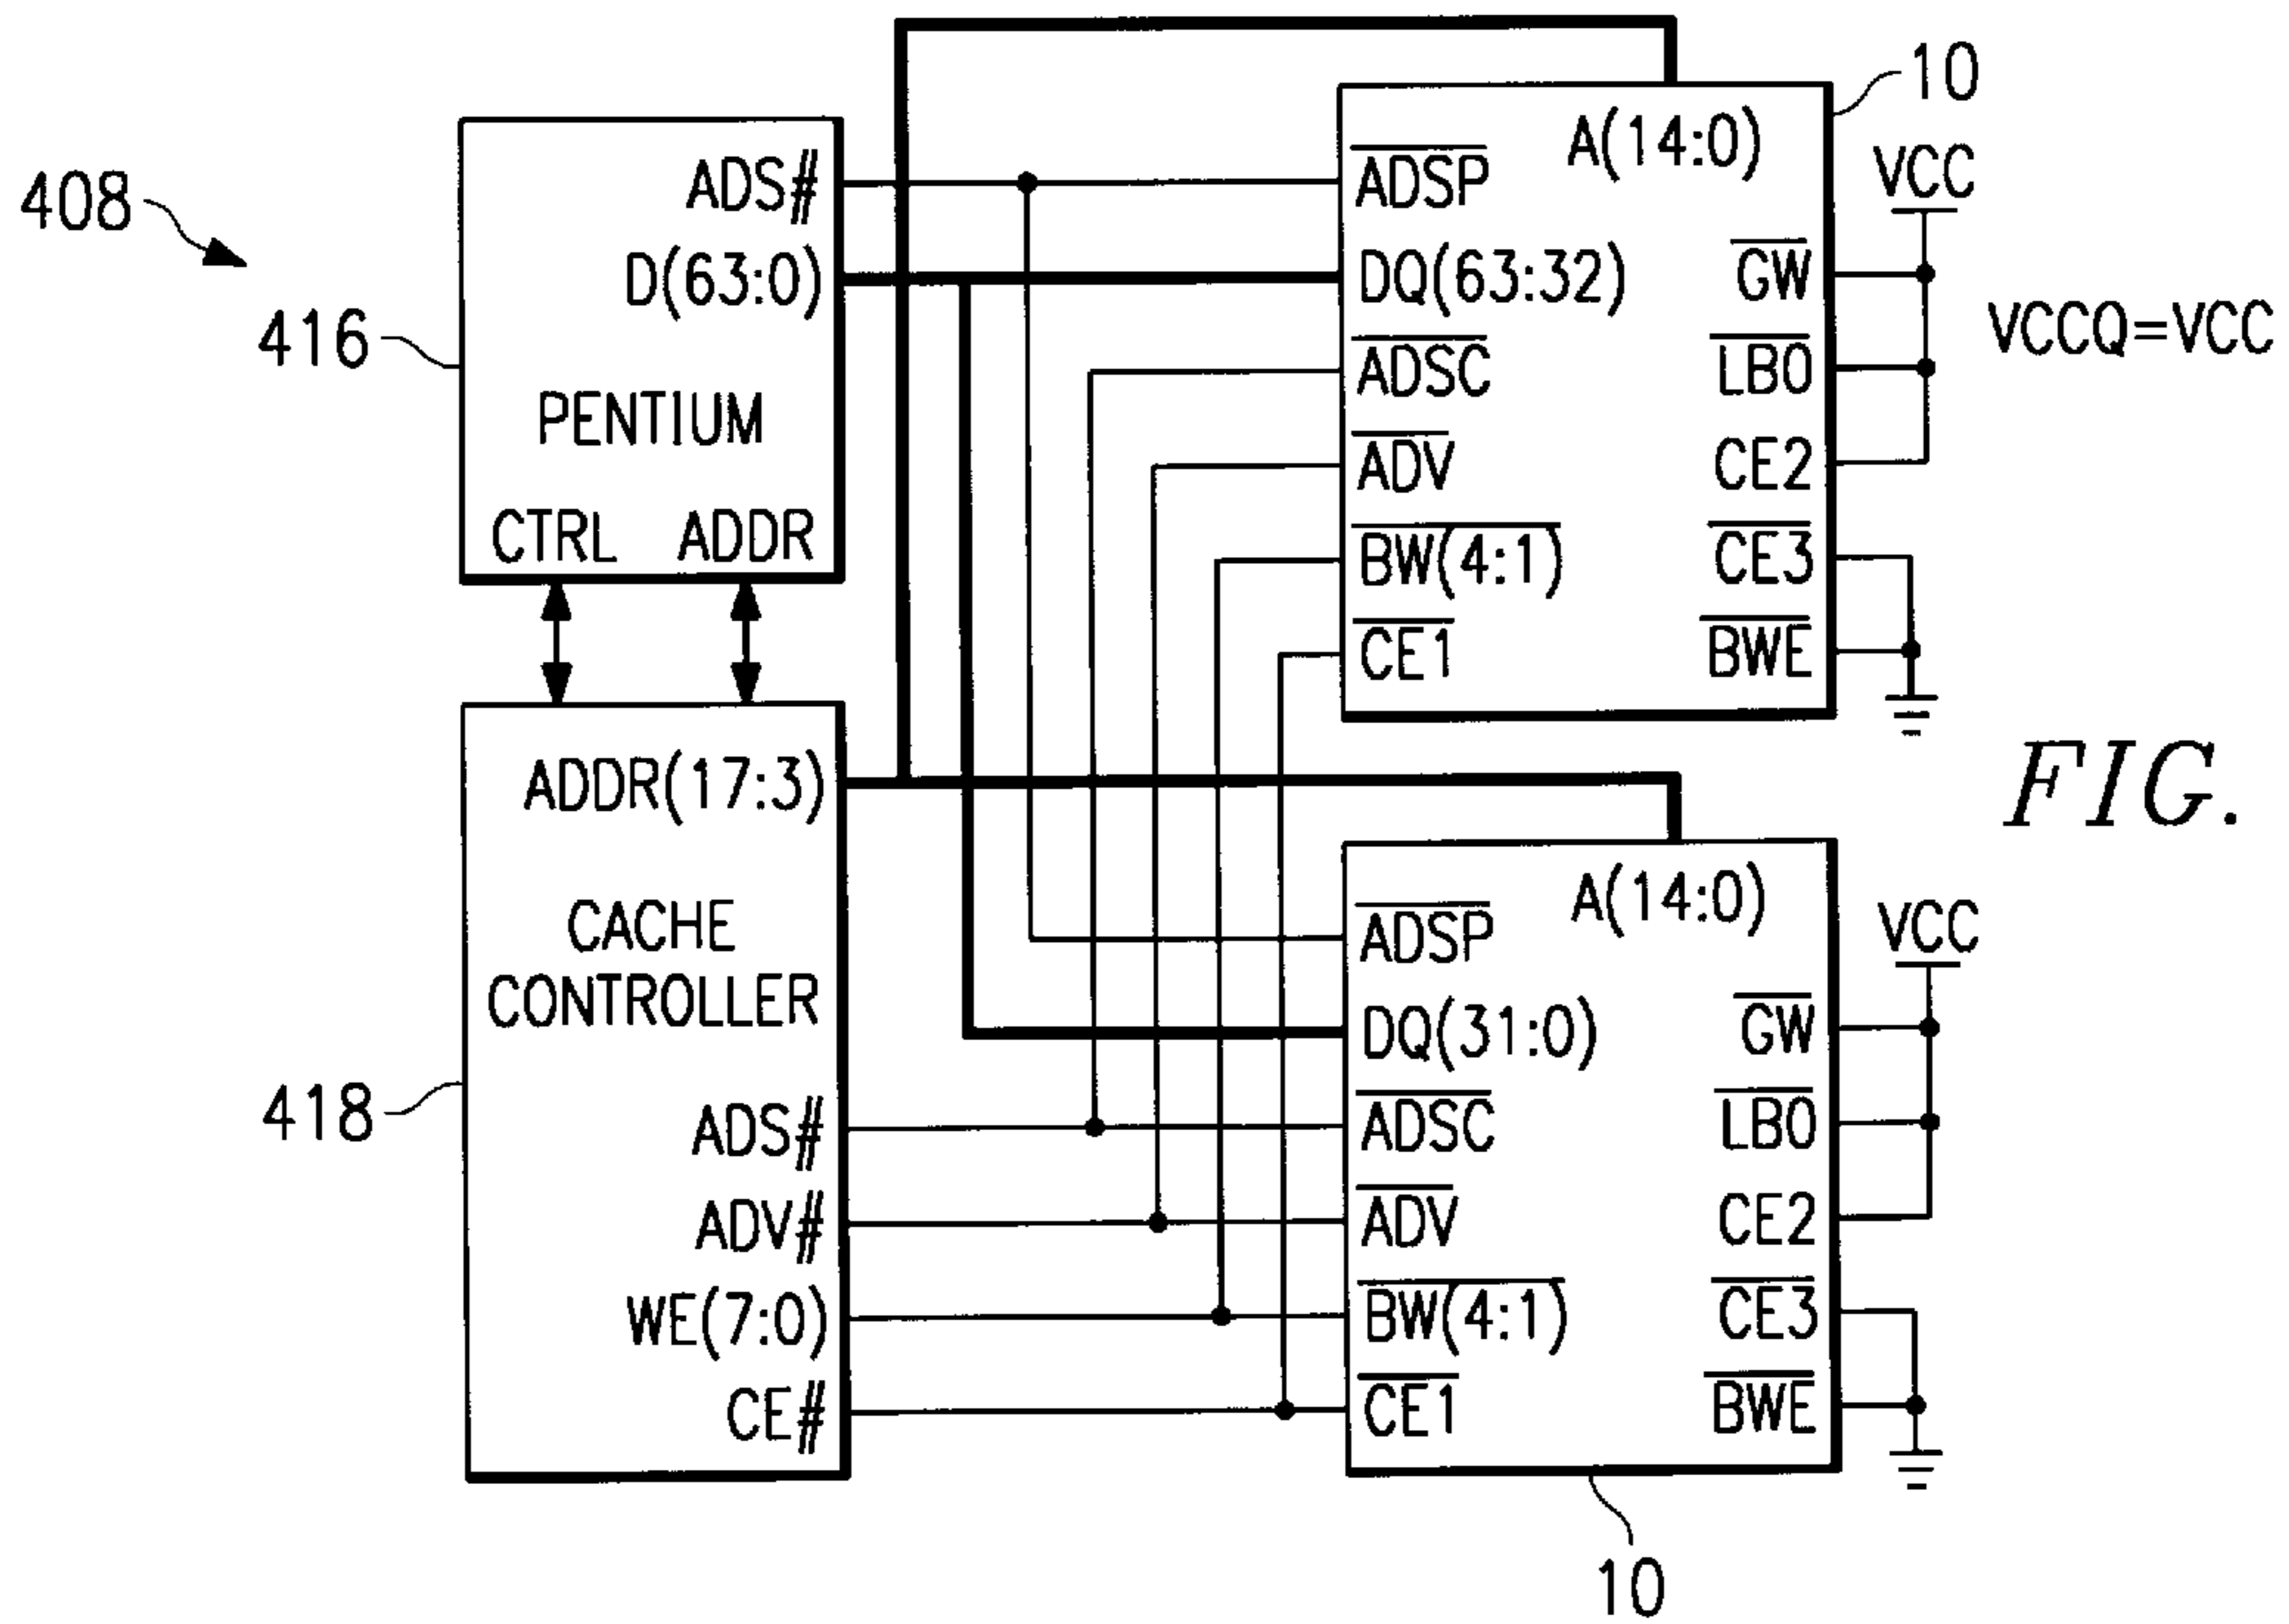 408
416
ADS#
D(63:0)
PENTIUM
CTRL ADDR
418
ADDR(17:3)
CACHE
CONTROLLER
ADS#
ADV#
WE(7:0)
CE#
10
A(14:0)
ADSP
DQ(63:32)
ADSC
ADV
BW(4:1)
CE1
GW
LBO
CE2
CE3
BWE
VCC
VCCQ=VCC
FIG.
A(14:0)
ADSP
DQ(31:0)
ADSC
ADV
BW(4:1)
CE1
GW
LBO
CE2
CE3
BWE
VCC
10